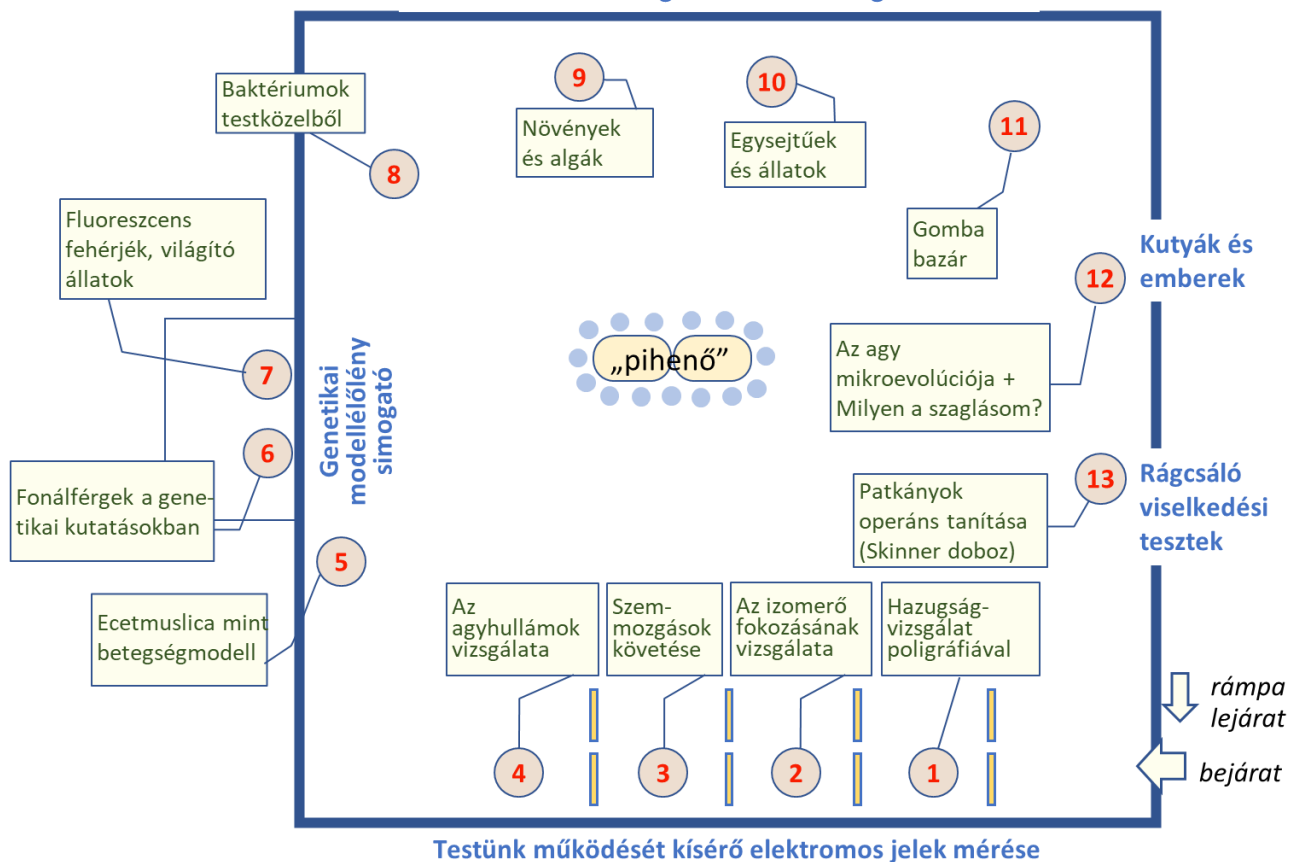 9
10
11
8
Baktériumok
testközelből
Növények
és algák
Egysejtűek
és állatok
Fluoreszcens
fehérjék, világító
állatok
Gomba
bazár
12
Kutyák és
emberek
7
„pihenő”
Az agy
mikroevolúciója +
Milyen a szaglásom?
Genetikai
modellélőlény
simogató
6
Fonálférgek a gene-
tikai kutatásokban
Patkányok
operáns tanítása
(Skinner doboz)
13
Rágcsáló
viselkedési
tesztek
5
Ecetmuslica mint
betegségmodell
Az
agyhullámok
vizsgálata
Szem-
mozgások
követése
Az izomerő
fokozásának
vizsgálata
Hazugság-
vizsgálat
poligráfiával
rámpa
lejárat
4
3
2
1
bejárat
Testünk működését kísérő elektromos jelek mérése